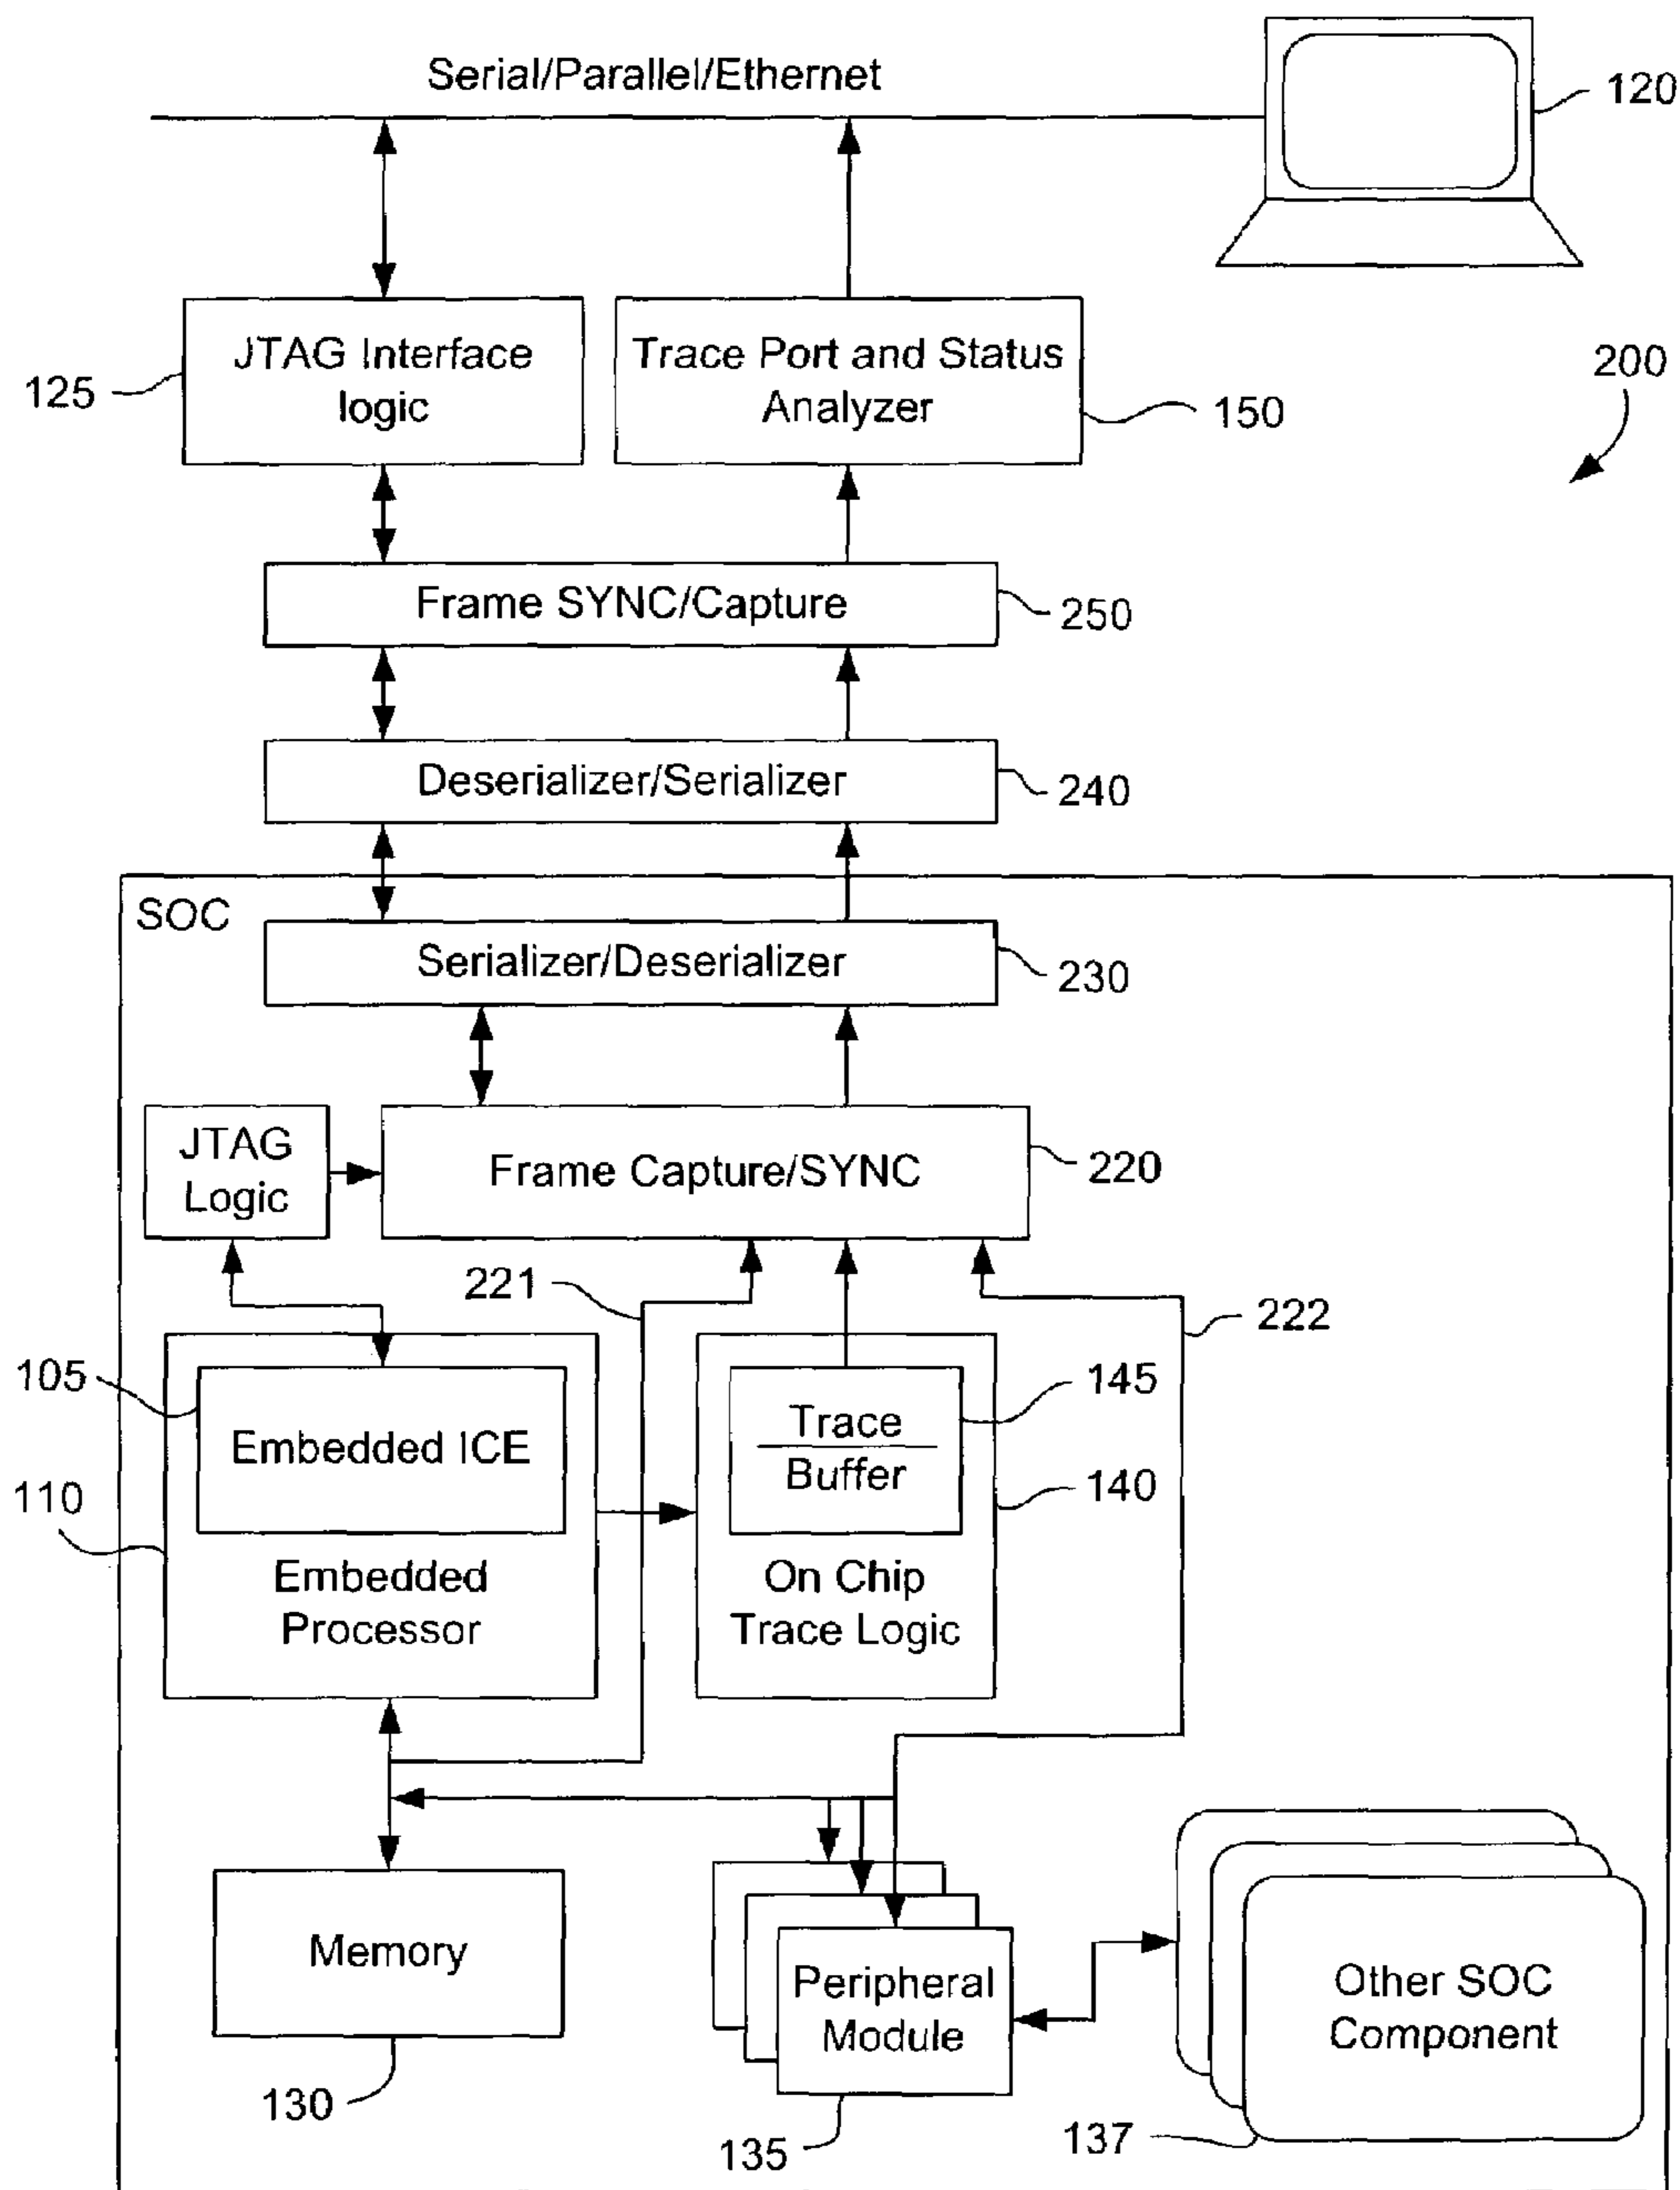 Serial/Parallel/Ethernet
120
JTAG Interface
logic
125
Trace Port and Status
Analyzer
150
200
Frame SYNC/Capture
250
Deserializer/Serializer
240
SOC
Serializer/Deserializer
230
JTAG
Logic
Frame Capture/SYNC
220
221
222
105
Embedded ICE
110
Embedded
Processor
Trace
Buffer
145
140
On Chip
Trace Logic
Memory
130
Peripheral
Module
135
Other SOC
Component
137